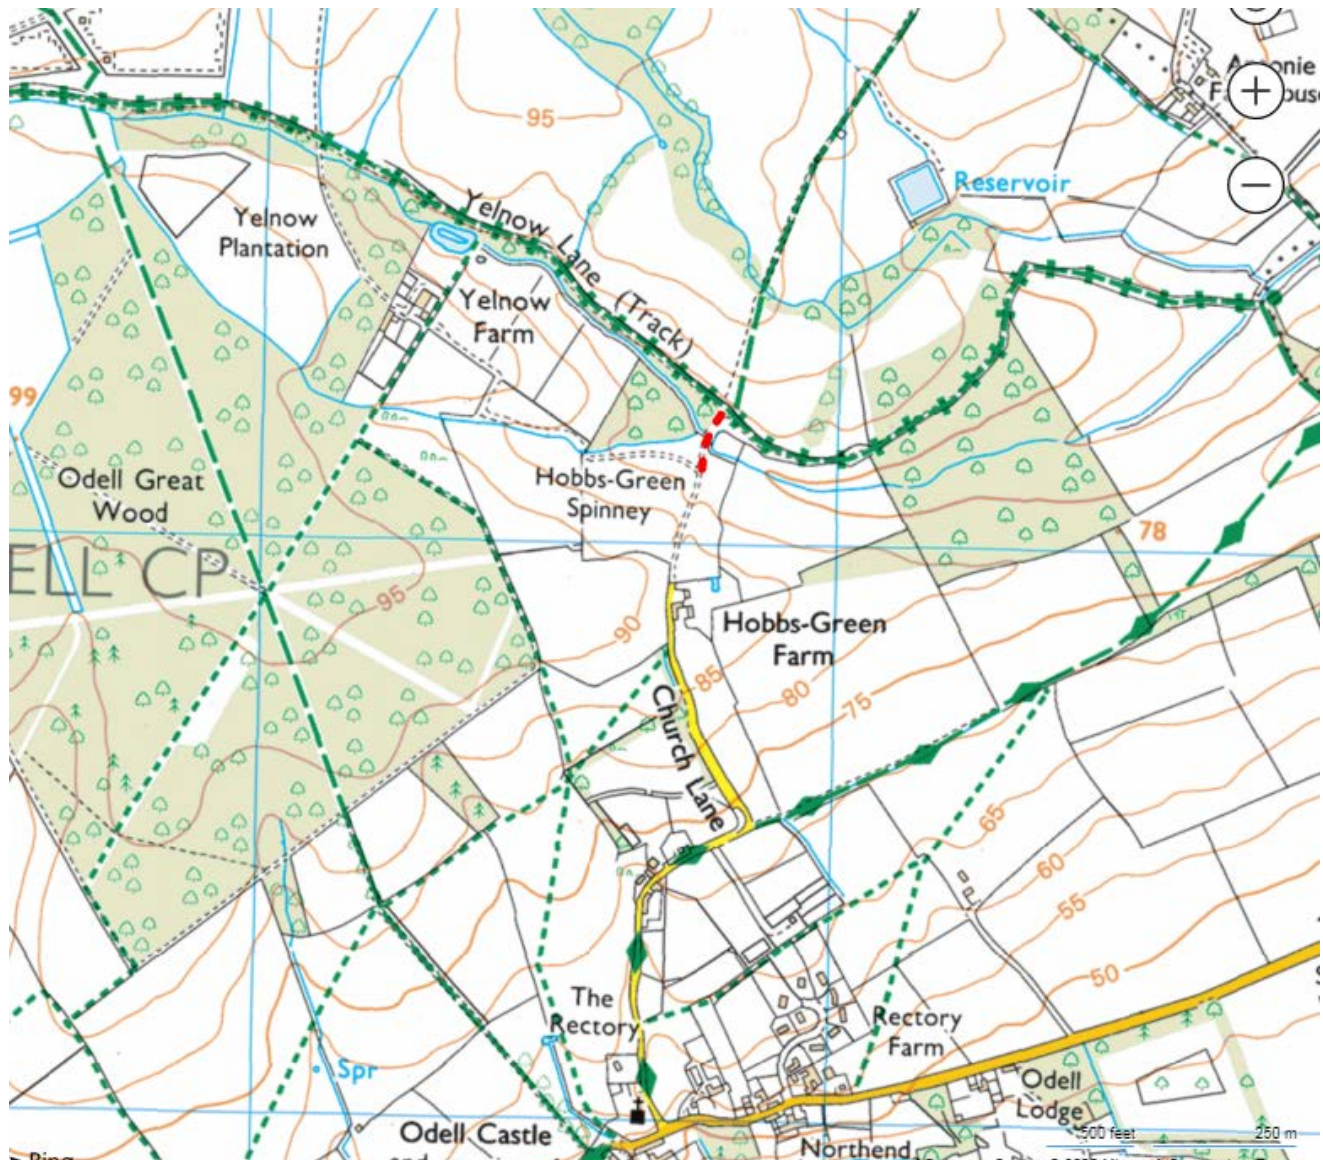 95
Reservoir
Yelnow
Plantation
Yelnow Lane (Track)
Yelnow
Farm
99
Odell Great
Wood
ELL CP
Hobbs-Green
Spinney
78
95
90
Hobbs-Green
Farm
85
80
75
Church Lane
65
60
55
50
The
Rectory
Rectory
Farm
Spr
Odell
Lodge
Odell Castle
Northend
500 feet
250 m